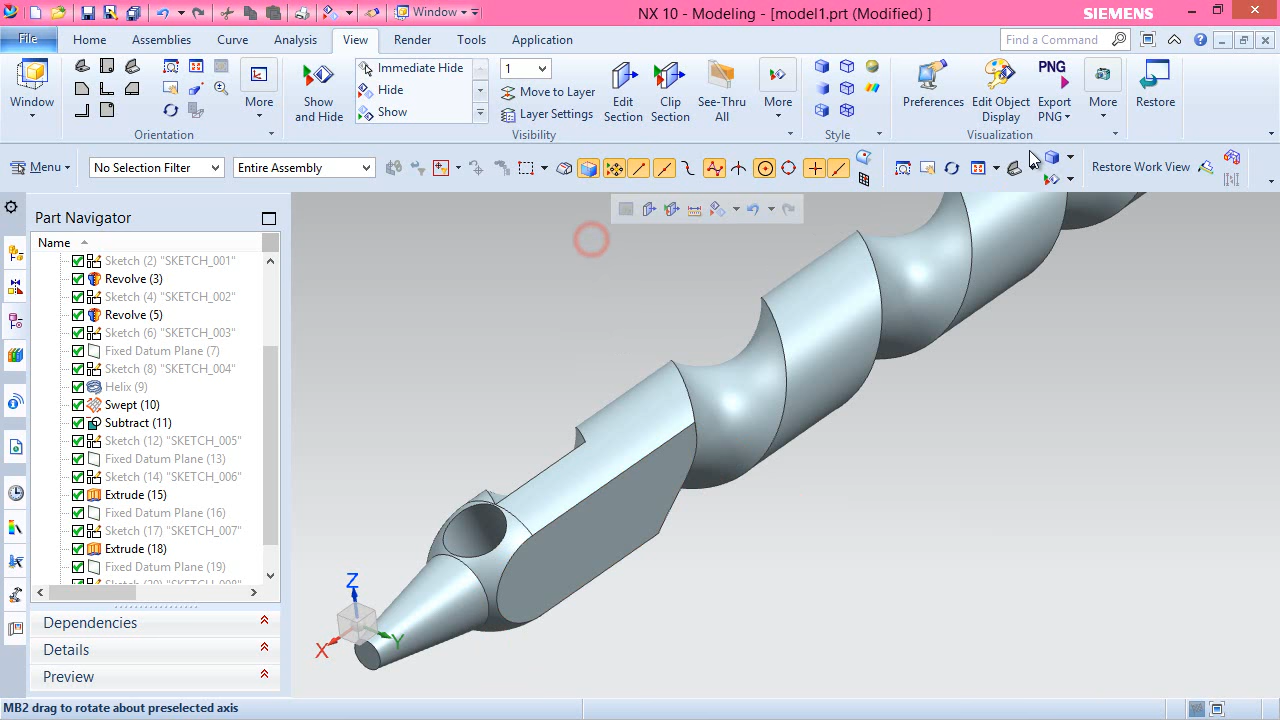 Window
NX 10 - Modeling - [model1.prt (Modified) ]
SIEMENS
File
Home
Assemblies
Curve
Analysis
View
Render
Tools
Application
Find a Command
Window
More
Orientation
Show
and Hide
Immediate Hide
Hide
Show
1
Move to Layer
Layer Settings
Edit
Section
Clip
Section
See-Thru
All
More
Visibility
Style
Preferences
Edit Object
Display
PNG
Export
PNG
More
Restore
Visualization
Menu
No Selection Filter
Entire Assembly
Restore Work View
Part Navigator
Name
Sketch (2) "SKETCH_001"
Revolve (3)
Sketch (4) "SKETCH_002"
Revolve (5)
Sketch (6) "SKETCH_003"
Fixed Datum Plane (7)
Sketch (8) "SKETCH_004"
Helix (9)
Swept (10)
Subtract (11)
Sketch (12) "SKETCH_005"
Fixed Datum Plane (13)
Sketch (14) "SKETCH_006"
Extrude (15)
Fixed Datum Plane (16)
Sketch (17) "SKETCH_007"
Extrude (18)
Fixed Datum Plane (19)
Dependencies
Details
Preview
Z
X
Y
MB2 drag to rotate about preselected axis